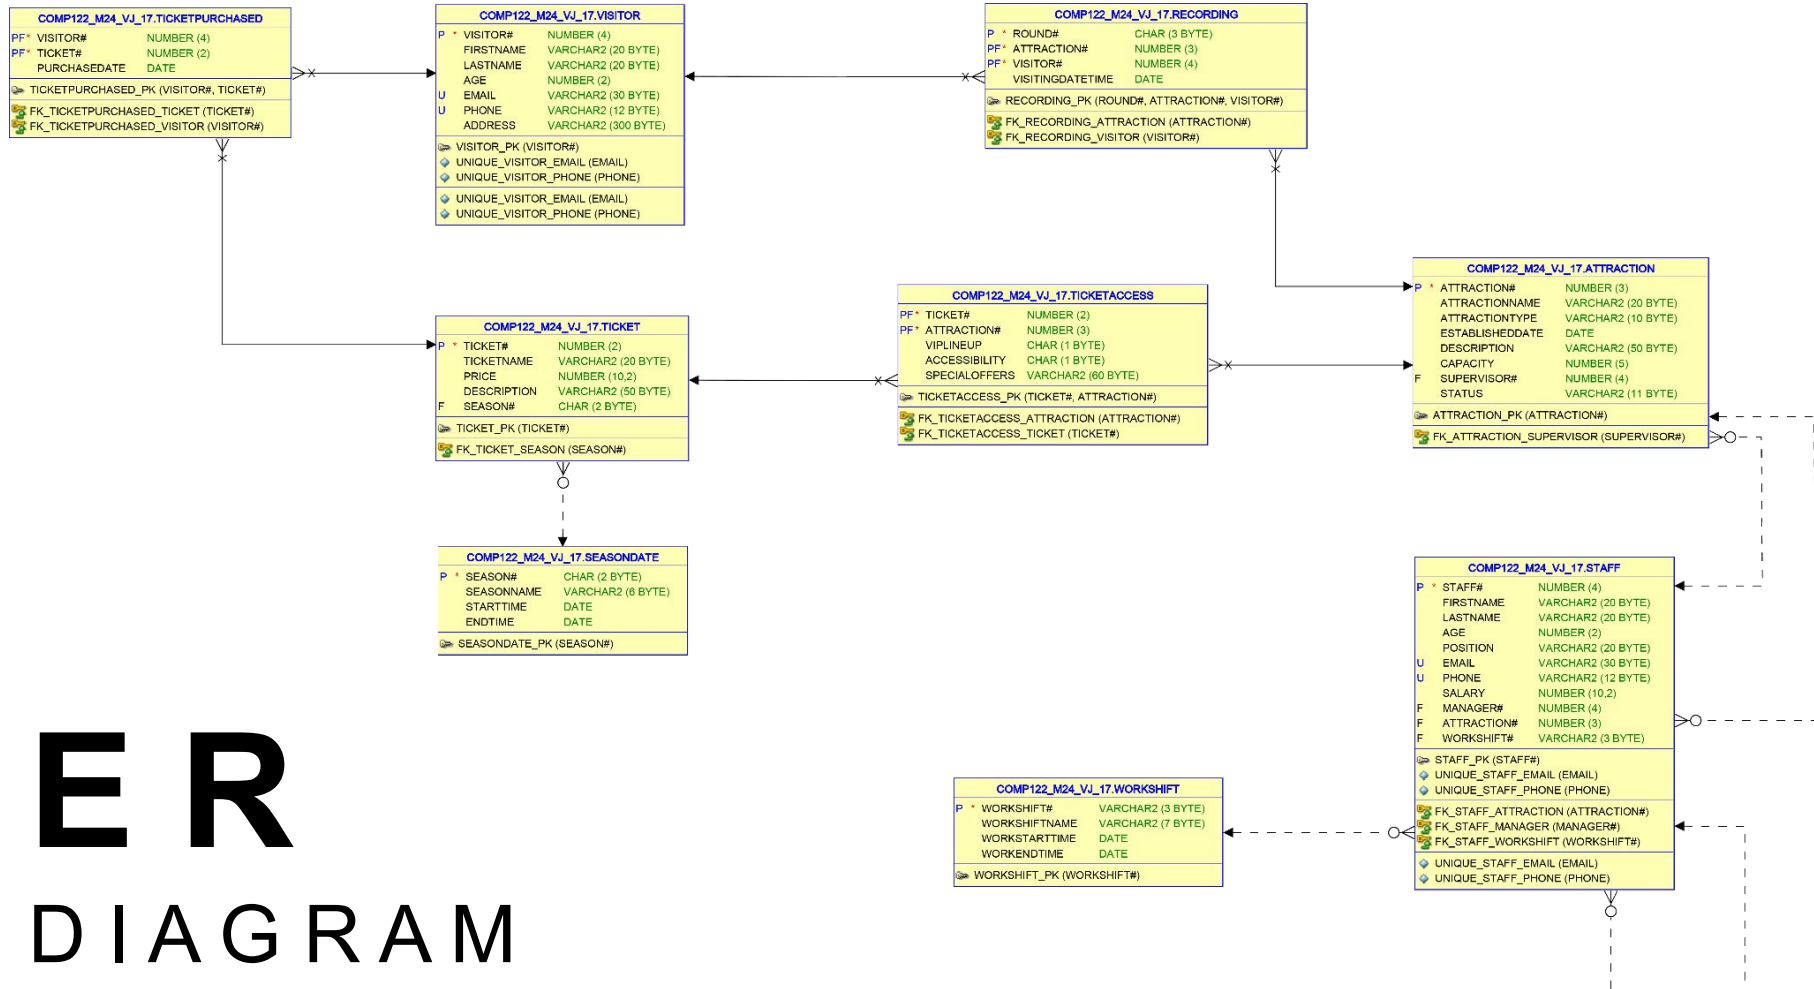 COMP122_M24_VJ_17.TICKETPURCHASED
PF* VISITOR# NUMBER (4)
PF* TICKET# NUMBER (2)
PURCHASEDATE DATE
TICKETPURCHASED_PK (VISITOR#, TICKET#)
FK_TICKETPURCHASED_TICKET (TICKET#)
FK_TICKETPURCHASED_VISITOR (VISITOR#)
COMP122_M24_VJ_17.VISITOR
P * VISITOR# NUMBER (4)
FIRSTNAME VARCHAR2 (20 BYTE)
LASTNAME VARCHAR2 (20 BYTE)
AGE NUMBER (2)
U EMAIL VARCHAR2 (30 BYTE)
U PHONE VARCHAR2 (12 BYTE)
ADDRESS VARCHAR2 (300 BYTE)
VISITOR_PK (VISITOR#)
UNIQUE_VISITOR_EMAIL (EMAIL)
UNIQUE_VISITOR_PHONE (PHONE)
UNIQUE_VISITOR_EMAIL (EMAIL)
UNIQUE_VISITOR_PHONE (PHONE)
COMP122_M24_VJ_17.RECORDING
P * ROUND# CHAR (3 BYTE)
PF* ATTRACTION# NUMBER (3)
PF* VISITOR# NUMBER (4)
VISITINGDATETIME DATE
RECORDING_PK (ROUND#, ATTRACTION#, VISITOR#)
FK_RECORDING_ATTRACTION (ATTRACTION#)
FK_RECORDING_VISITOR (VISITOR#)
COMP122_M24_VJ_17.TICKET
P * TICKET# NUMBER (2)
TICKETNAME VARCHAR2 (20 BYTE)
PRICE NUMBER (10,2)
DESCRIPTION VARCHAR2 (50 BYTE)
F SEASON# CHAR (2 BYTE)
TICKET_PK (TICKET#)
FK_TICKET_SEASON (SEASON#)
COMP122_M24_VJ_17.TICKETACCESS
PF* TICKET# NUMBER (2)
PF* ATTRACTION# NUMBER (3)
VIPLINEUP CHAR (1 BYTE)
ACCESSIBILITY CHAR (1 BYTE)
SPECIALOFFERS VARCHAR2 (60 BYTE)
TICKETACCESS_PK (TICKET#, ATTRACTION#)
FK_TICKETACCESS_ATTRACTION (ATTRACTION#)
FK_TICKETACCESS_TICKET (TICKET#)
COMP122_M24_VJ_17.ATTRACTION
P * ATTRACTION# NUMBER (3)
ATTRACTIONNAME VARCHAR2 (20 BYTE)
ATTRACTIONTYPE VARCHAR2 (10 BYTE)
ESTABLISHEDDATE DATE
DESCRIPTION VARCHAR2 (50 BYTE)
CAPACITY NUMBER (5)
F SUPERVISOR# NUMBER (4)
STATUS VARCHAR2 (11 BYTE)
ATTRACTION_PK (ATTRACTION#)
FK_ATTRACTION_SUPERVISOR (SUPERVISOR#)
COMP122_M24_VJ_17.SEASONDATE
P * SEASON# CHAR (2 BYTE)
SEASONNAME VARCHAR2 (6 BYTE)
STARTTIME DATE
ENDTIME DATE
SEASONDATE_PK (SEASON#)
COMP122_M24_VJ_17.STAFF
P * STAFF# NUMBER (4)
FIRSTNAME VARCHAR2 (20 BYTE)
LASTNAME VARCHAR2 (20 BYTE)
AGE NUMBER (2)
POSITION VARCHAR2 (20 BYTE)
U EMAIL VARCHAR2 (30 BYTE)
U PHONE VARCHAR2 (12 BYTE)
SALARY NUMBER (10,2)
F MANAGER# NUMBER (4)
F ATTRACTION# NUMBER (3)
F WORKSHIFT# VARCHAR2 (3 BYTE)
STAFF_PK (STAFF#)
UNIQUE_STAFF_EMAIL (EMAIL)
UNIQUE_STAFF_PHONE (PHONE)
FK_STAFF_ATTRACTION (ATTRACTION#)
FK_STAFF_MANAGER (MANAGER#)
FK_STAFF_WORKSHIFT (WORKSHIFT#)
UNIQUE_STAFF_EMAIL (EMAIL)
UNIQUE_STAFF_PHONE (PHONE)
COMP122_M24_VJ_17.WORKSHIFT
P * WORKSHIFT# VARCHAR2 (3 BYTE)
WORKSHIFTNAME VARCHAR2 (7 BYTE)
WORKSTARTTIME DATE
WORKENDTIME DATE
WORKSHIFT_PK (WORKSHIFT#)
ER
DIAGRAM